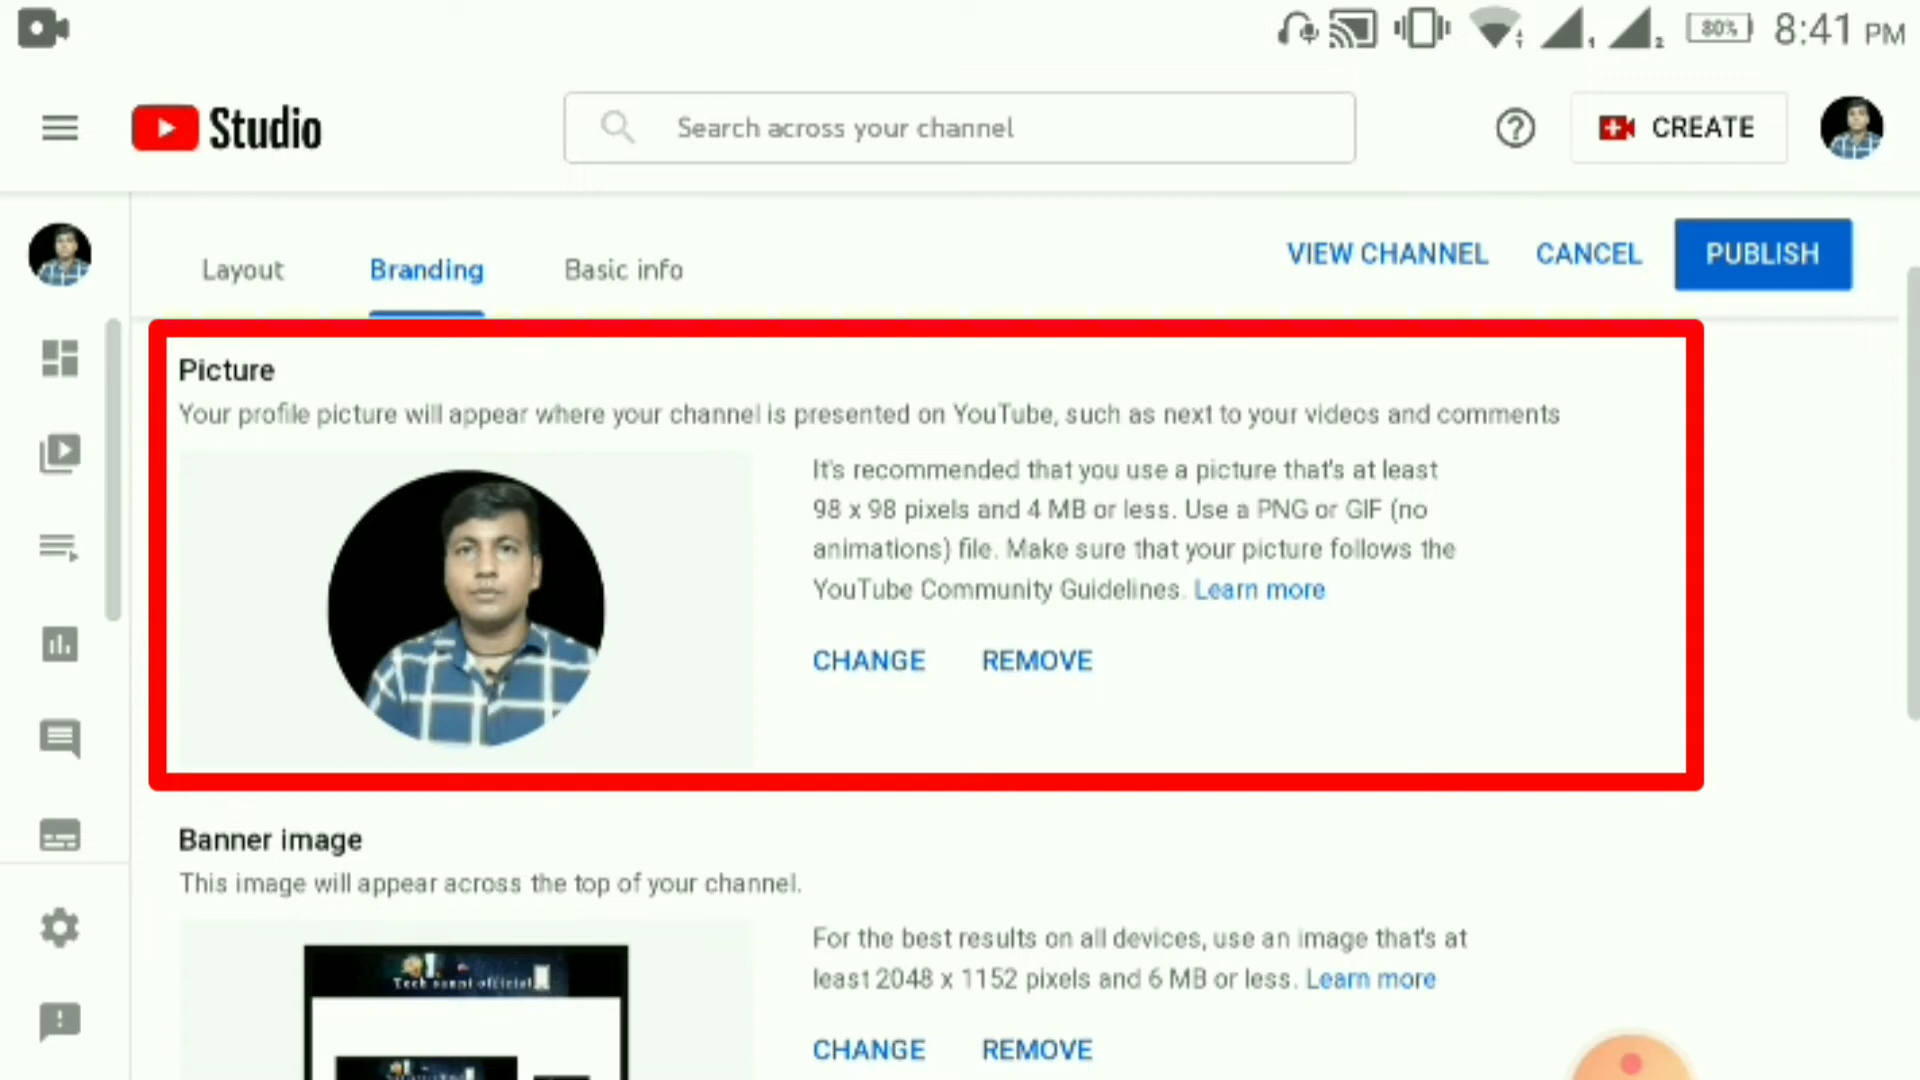 80%
8:41 PM
Studio
Search across your channel
CREATE
Layout
Branding
Basic info
VIEW CHANNEL
CANCEL
PUBLISH
Picture
Your profile picture will appear where your channel is presented on YouTube, such as next to your videos and comments
It's recommended that you use a picture that's at least
98 x 98 pixels and 4 MB or less. Use a PNG or GIF (no
animations) file. Make sure that your picture follows the
YouTube Community Guidelines. Learn more
CHANGE
REMOVE
Banner image
This image will appear across the top of your channel.
Tech sunni official
For the best results on all devices, use an image that's at
least 2048 x 1152 pixels and 6 MB or less. Learn more
CHANGE
REMOVE